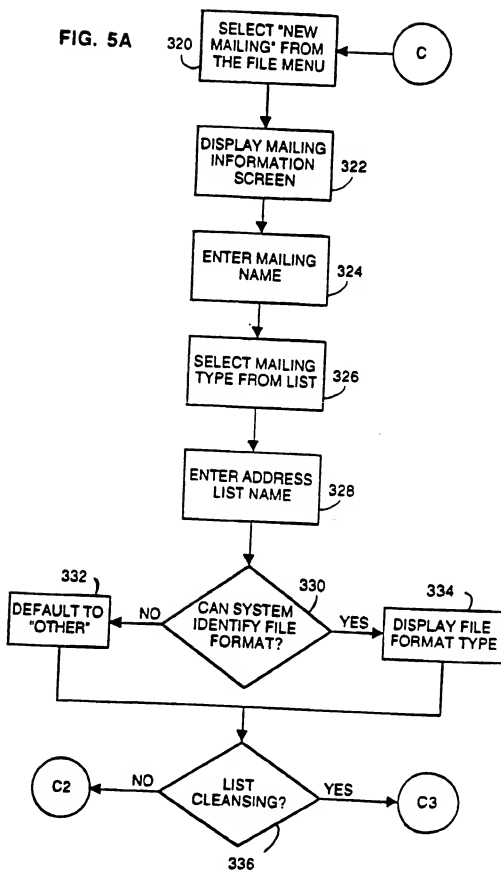 FIG. 5A
320
SELECT "NEW
MAILING" FROM
THE FILE MENU
C
DISPLAY MAILING
INFORMATION
SCREEN
322
ENTER MAILING
NAME
324
SELECT MAILING
TYPE FROM LIST
326
ENTER ADDRESS
LIST NAME
328
332
DEFAULT TO
"OTHER"
NO
330
CAN SYSTEM
IDENTIFY FILE
FORMAT?
YES
334
DISPLAY FILE
FORMAT TYPE
C2
NO
LIST
CLEANSING?
YES
C3
336